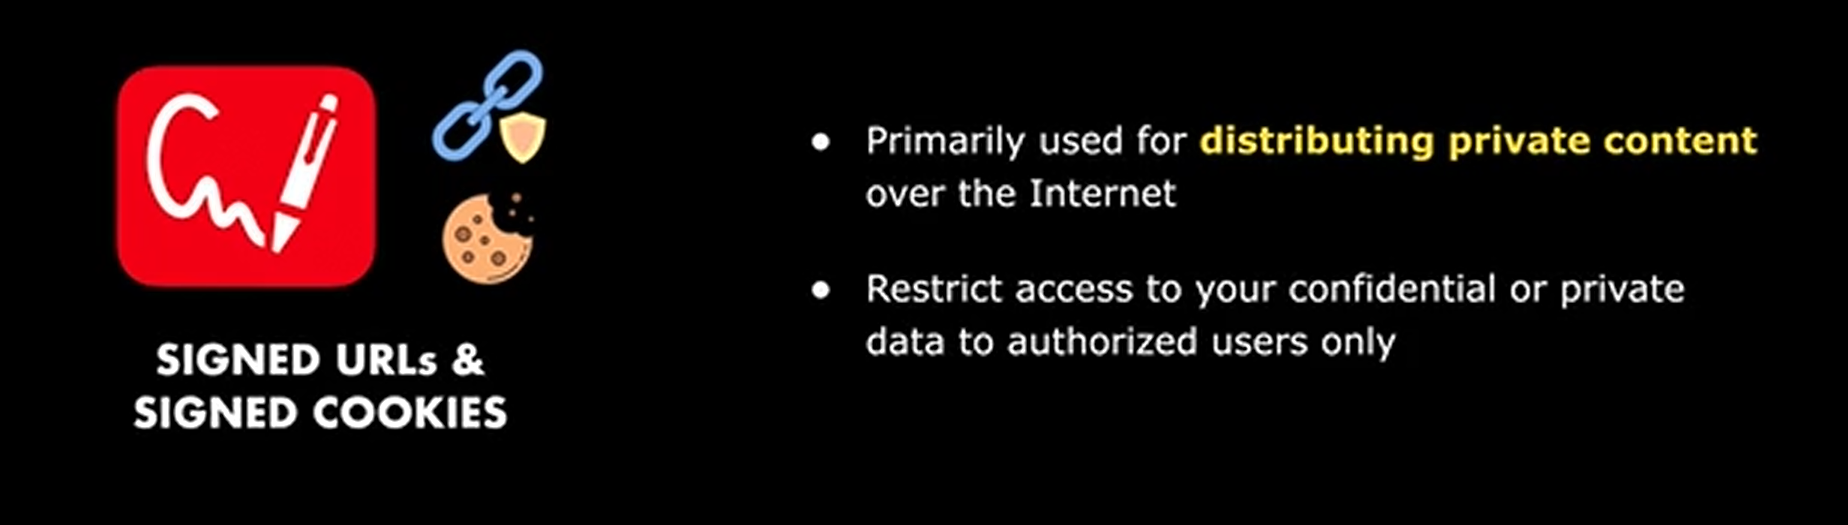 SIGNED URLs &
SIGNED COOKIES
● Primarily used for distributing private content
over the Internet
● Restrict access to your confidential or private
data to authorized users only